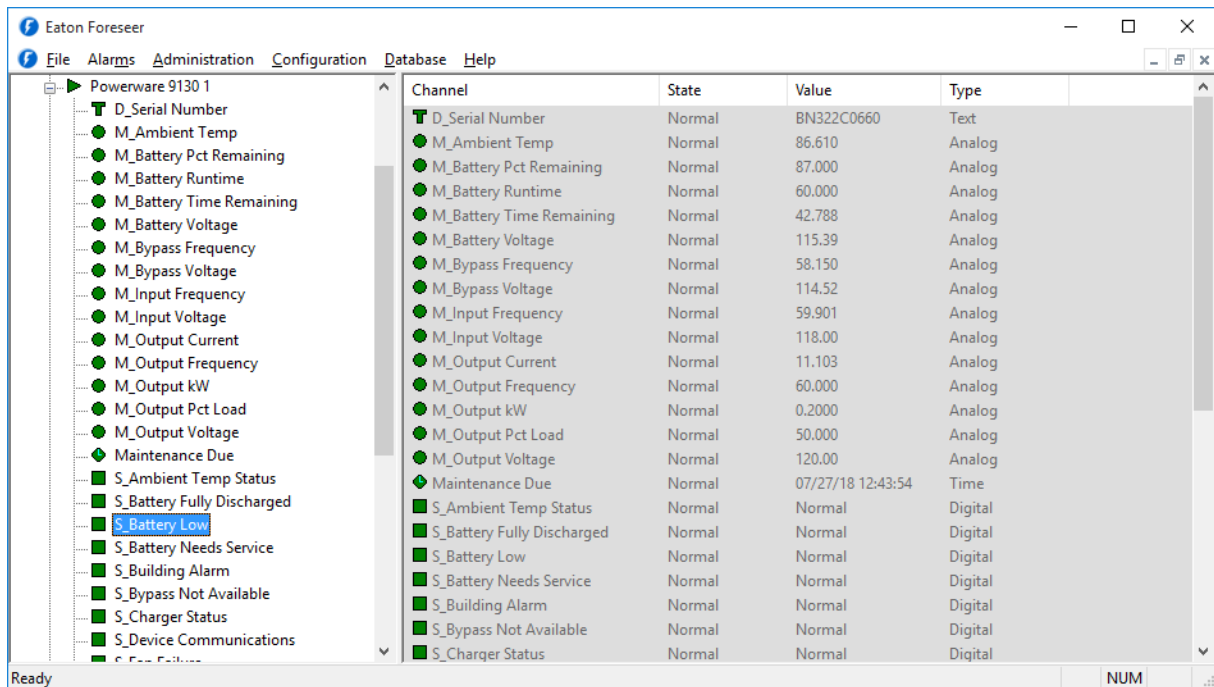 Eaton Foreseer
File Alarms Administration Configuration Database Help
Powerware 9130 1
D_Serial Number
M_Ambient Temp
M_Battery Pct Remaining
M_Battery Runtime
M_Battery Time Remaining
M_Battery Voltage
M_Bypass Frequency
M_Bypass Voltage
M_Input Frequency
M_Input Voltage
M_Output Current
M_Output Frequency
M_Output kW
M_Output Pct Load
M_Output Voltage
Maintenance Due
S_Ambient Temp Status
S_Battery Fully Discharged
S_Battery Low
S_Battery Needs Service
S_Building Alarm
S_Bypass Not Available
S_Charger Status
S_Device Communications
Channel State Value Type
D_Serial Number Normal BN322C0660 Text
M_Ambient Temp Normal 86.610 Analog
M_Battery Pct Remaining Normal 87.000 Analog
M_Battery Runtime Normal 60.000 Analog
M_Battery Time Remaining Normal 42.788 Analog
M_Battery Voltage Normal 115.39 Analog
M_Bypass Frequency Normal 58.150 Analog
M_Bypass Voltage Normal 114.52 Analog
M_Input Frequency Normal 59.901 Analog
M_Input Voltage Normal 118.00 Analog
M_Output Current Normal 11.103 Analog
M_Output Frequency Normal 60.000 Analog
M_Output kW Normal 0.2000 Analog
M_Output Pct Load Normal 50.000 Analog
M_Output Voltage Normal 120.00 Analog
Maintenance Due Normal 07/27/18 12:43:54 Time
S_Ambient Temp Status Normal Normal Digital
S_Battery Fully Discharged Normal Normal Digital
S_Battery Low Normal Normal Digital
S_Battery Needs Service Normal Normal Digital
S_Building Alarm Normal Normal Digital
S_Bypass Not Available Normal Normal Digital
S_Charger Status Normal Normal Digital
Ready NUM